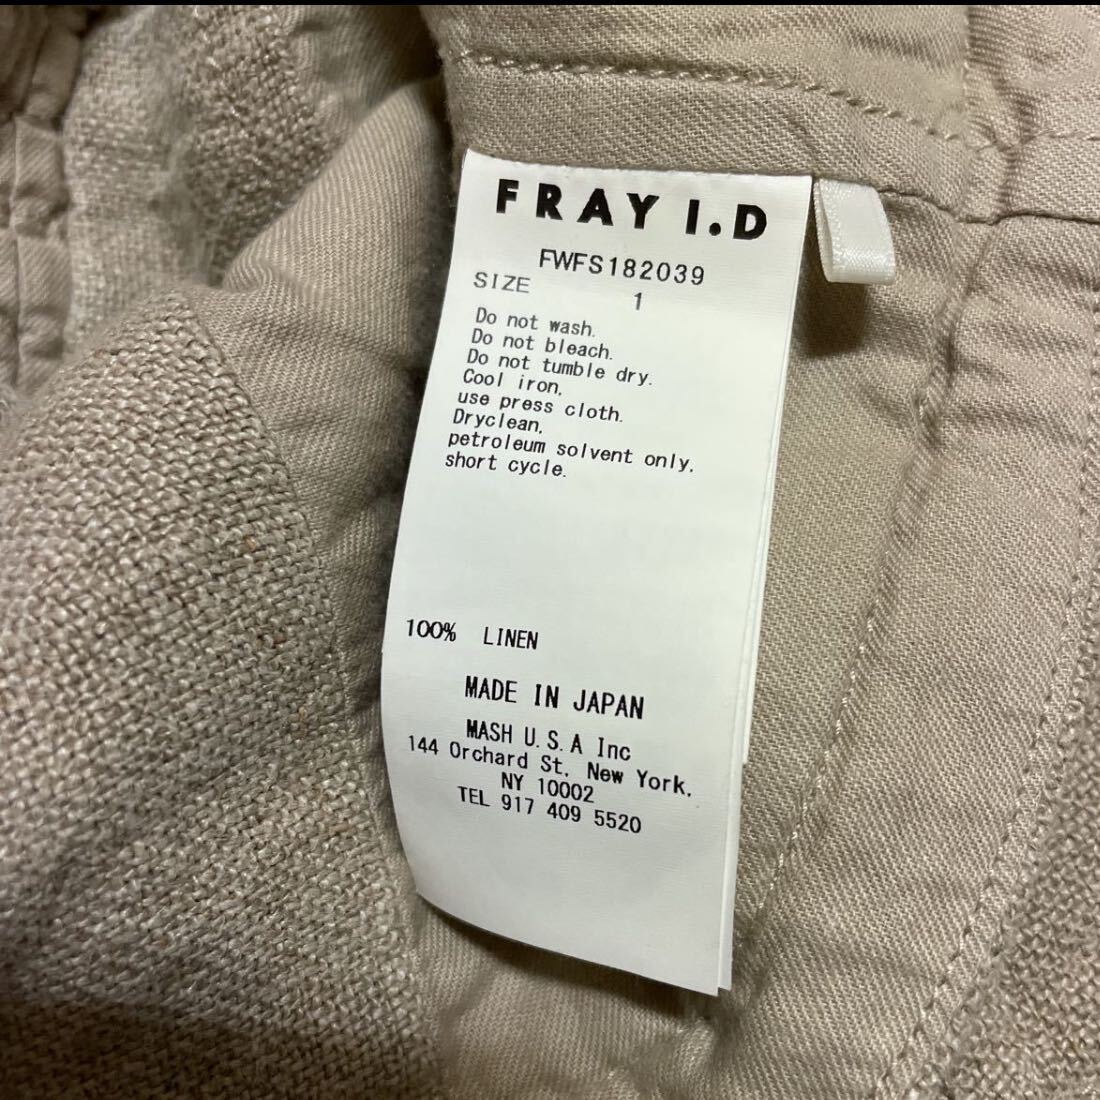 FRAY I.D
FWFS182039
SIZE 1
Do not wash.
Do not bleach.
Do not tumble dry.
Cool iron,
use press cloth.
Dryclean,
petroleum solvent only,
short cycle.
100% LINEN
MADE IN JAPAN
MASH U.S.A Inc
144 Orchard St, New York,
NY 10002
TEL 917 409 5520